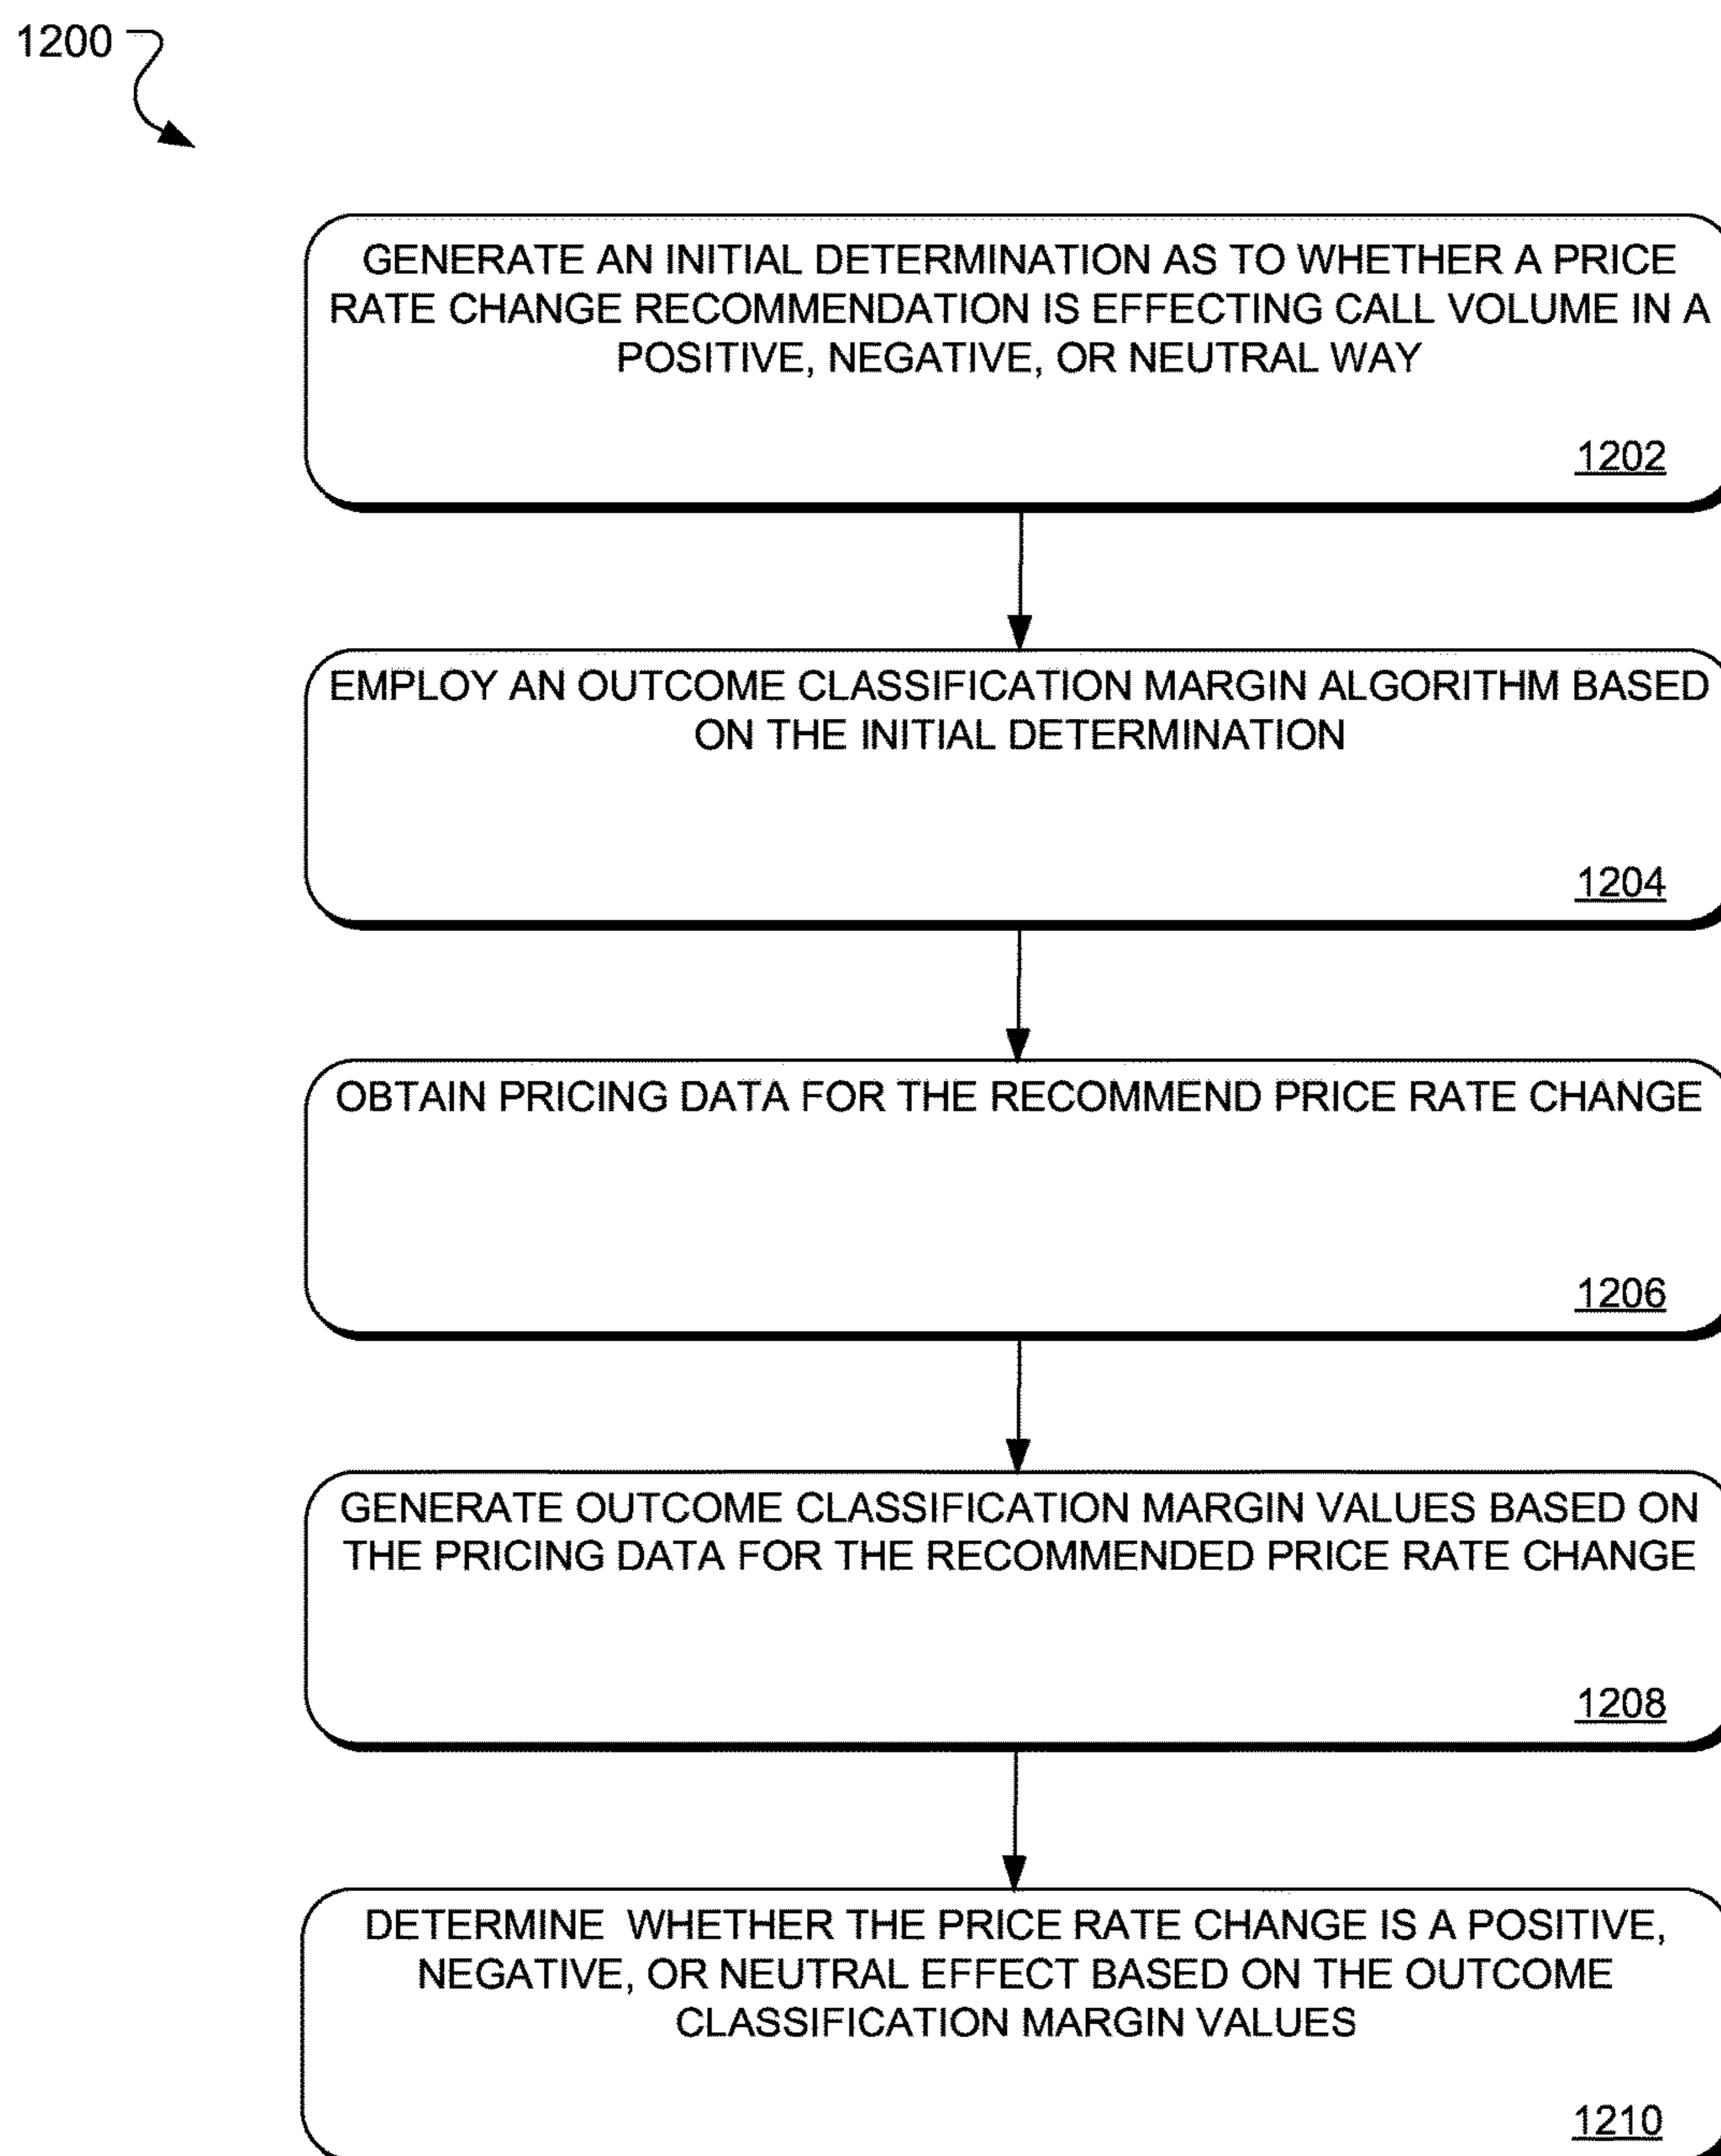 1200
GENERATE AN INITIAL DETERMINATION AS TO WHETHER A PRICE
RATE CHANGE RECOMMENDATION IS EFFECTING CALL VOLUME IN A
POSITIVE, NEGATIVE, OR NEUTRAL WAY
1202
EMPLOY AN OUTCOME CLASSIFICATION MARGIN ALGORITHM BASED
ON THE INITIAL DETERMINATION
1204
OBTAIN PRICING DATA FOR THE RECOMMEND PRICE RATE CHANGE
1206
GENERATE OUTCOME CLASSIFICATION MARGIN VALUES BASED ON
THE PRICING DATA FOR THE RECOMMENDED PRICE RATE CHANGE
1208
DETERMINE WHETHER THE PRICE RATE CHANGE IS A POSITIVE,
NEGATIVE, OR NEUTRAL EFFECT BASED ON THE OUTCOME
CLASSIFICATION MARGIN VALUES
1210